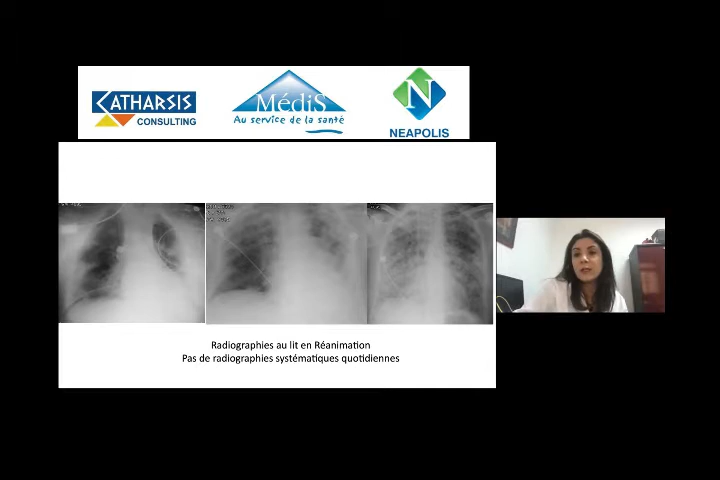 CATHARSIS
CONSULTING
MédiS
Au service de la santé
N
NEAPOLIS
Radiographies au lit en Réanimation
Pas de radiographies systématiques quotidiennes